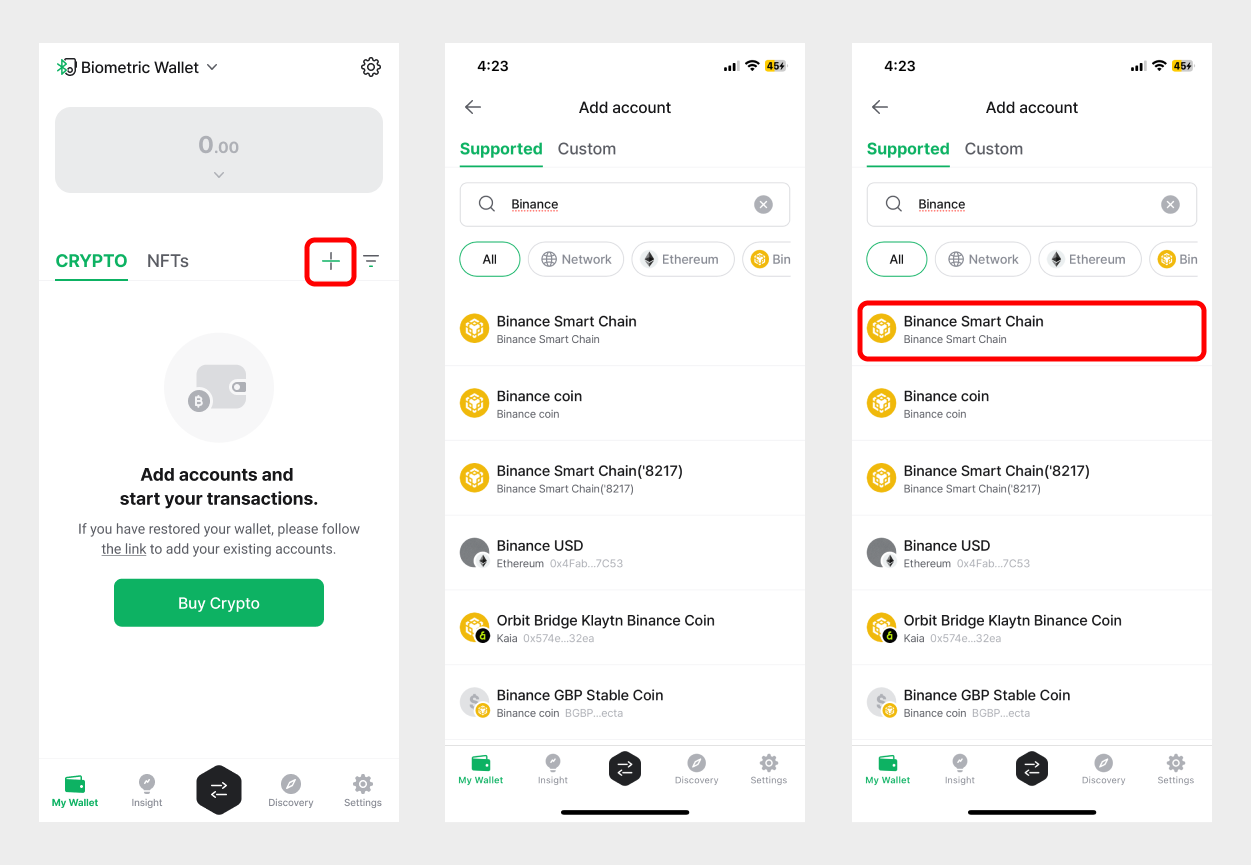 Biometric Wallet
0.00
CRYPTO NFTs
Add accounts and
start your transactions.
If you have restored your wallet, please follow
the link to add your existing accounts.
Buy Crypto
My Wallet Insight Discovery Settings
4:23 45
Add account
Supported Custom
Binance
All Network Ethereum Bin
Binance Smart Chain
Binance Smart Chain
Binance coin
Binance coin
Binance Smart Chain('8217)
Binance Smart Chain('8217)
Binance USD
Ethereum 0x4Fab...7C53
Orbit Bridge Klaytn Binance Coin
Kaia 0x574e...32ea
Binance GBP Stable Coin
Binance coin BGBP...ecta
My Wallet Insight Discovery Settings
4:23 45
Add account
Supported Custom
Binance
All Network Ethereum Bin
Binance Smart Chain
Binance Smart Chain
Binance coin
Binance coin
Binance Smart Chain('8217)
Binance Smart Chain('8217)
Binance USD
Ethereum 0x4Fab...7C53
Orbit Bridge Klaytn Binance Coin
Kaia 0x574e...32ea
Binance GBP Stable Coin
Binance coin BGBP...ecta
My Wallet Insight Discovery Settings